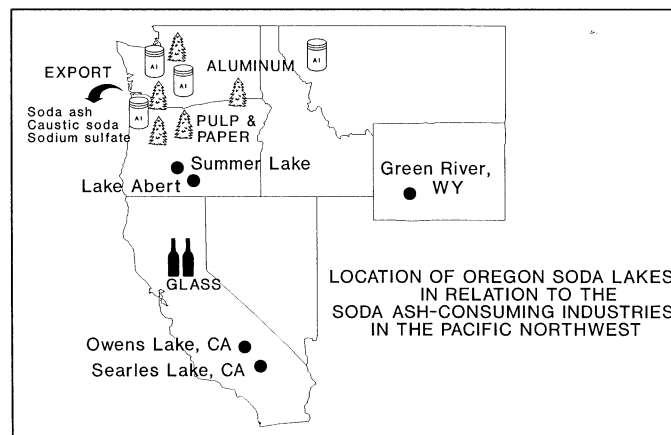 EXPORT
Soda ash
Caustic soda
Sodium sulfate
Al
Al
Al
Al
ALUMINUM
PULP &
PAPER
Summer Lake
Lake Abert
Green River,
WY
GLASS
Owens Lake, CA
Searles Lake, CA
LOCATION OF OREGON SODA LAKES
IN RELATION TO THE
SODA ASH-CONSUMING INDUSTRIES
IN THE PACIFIC NORTHWEST